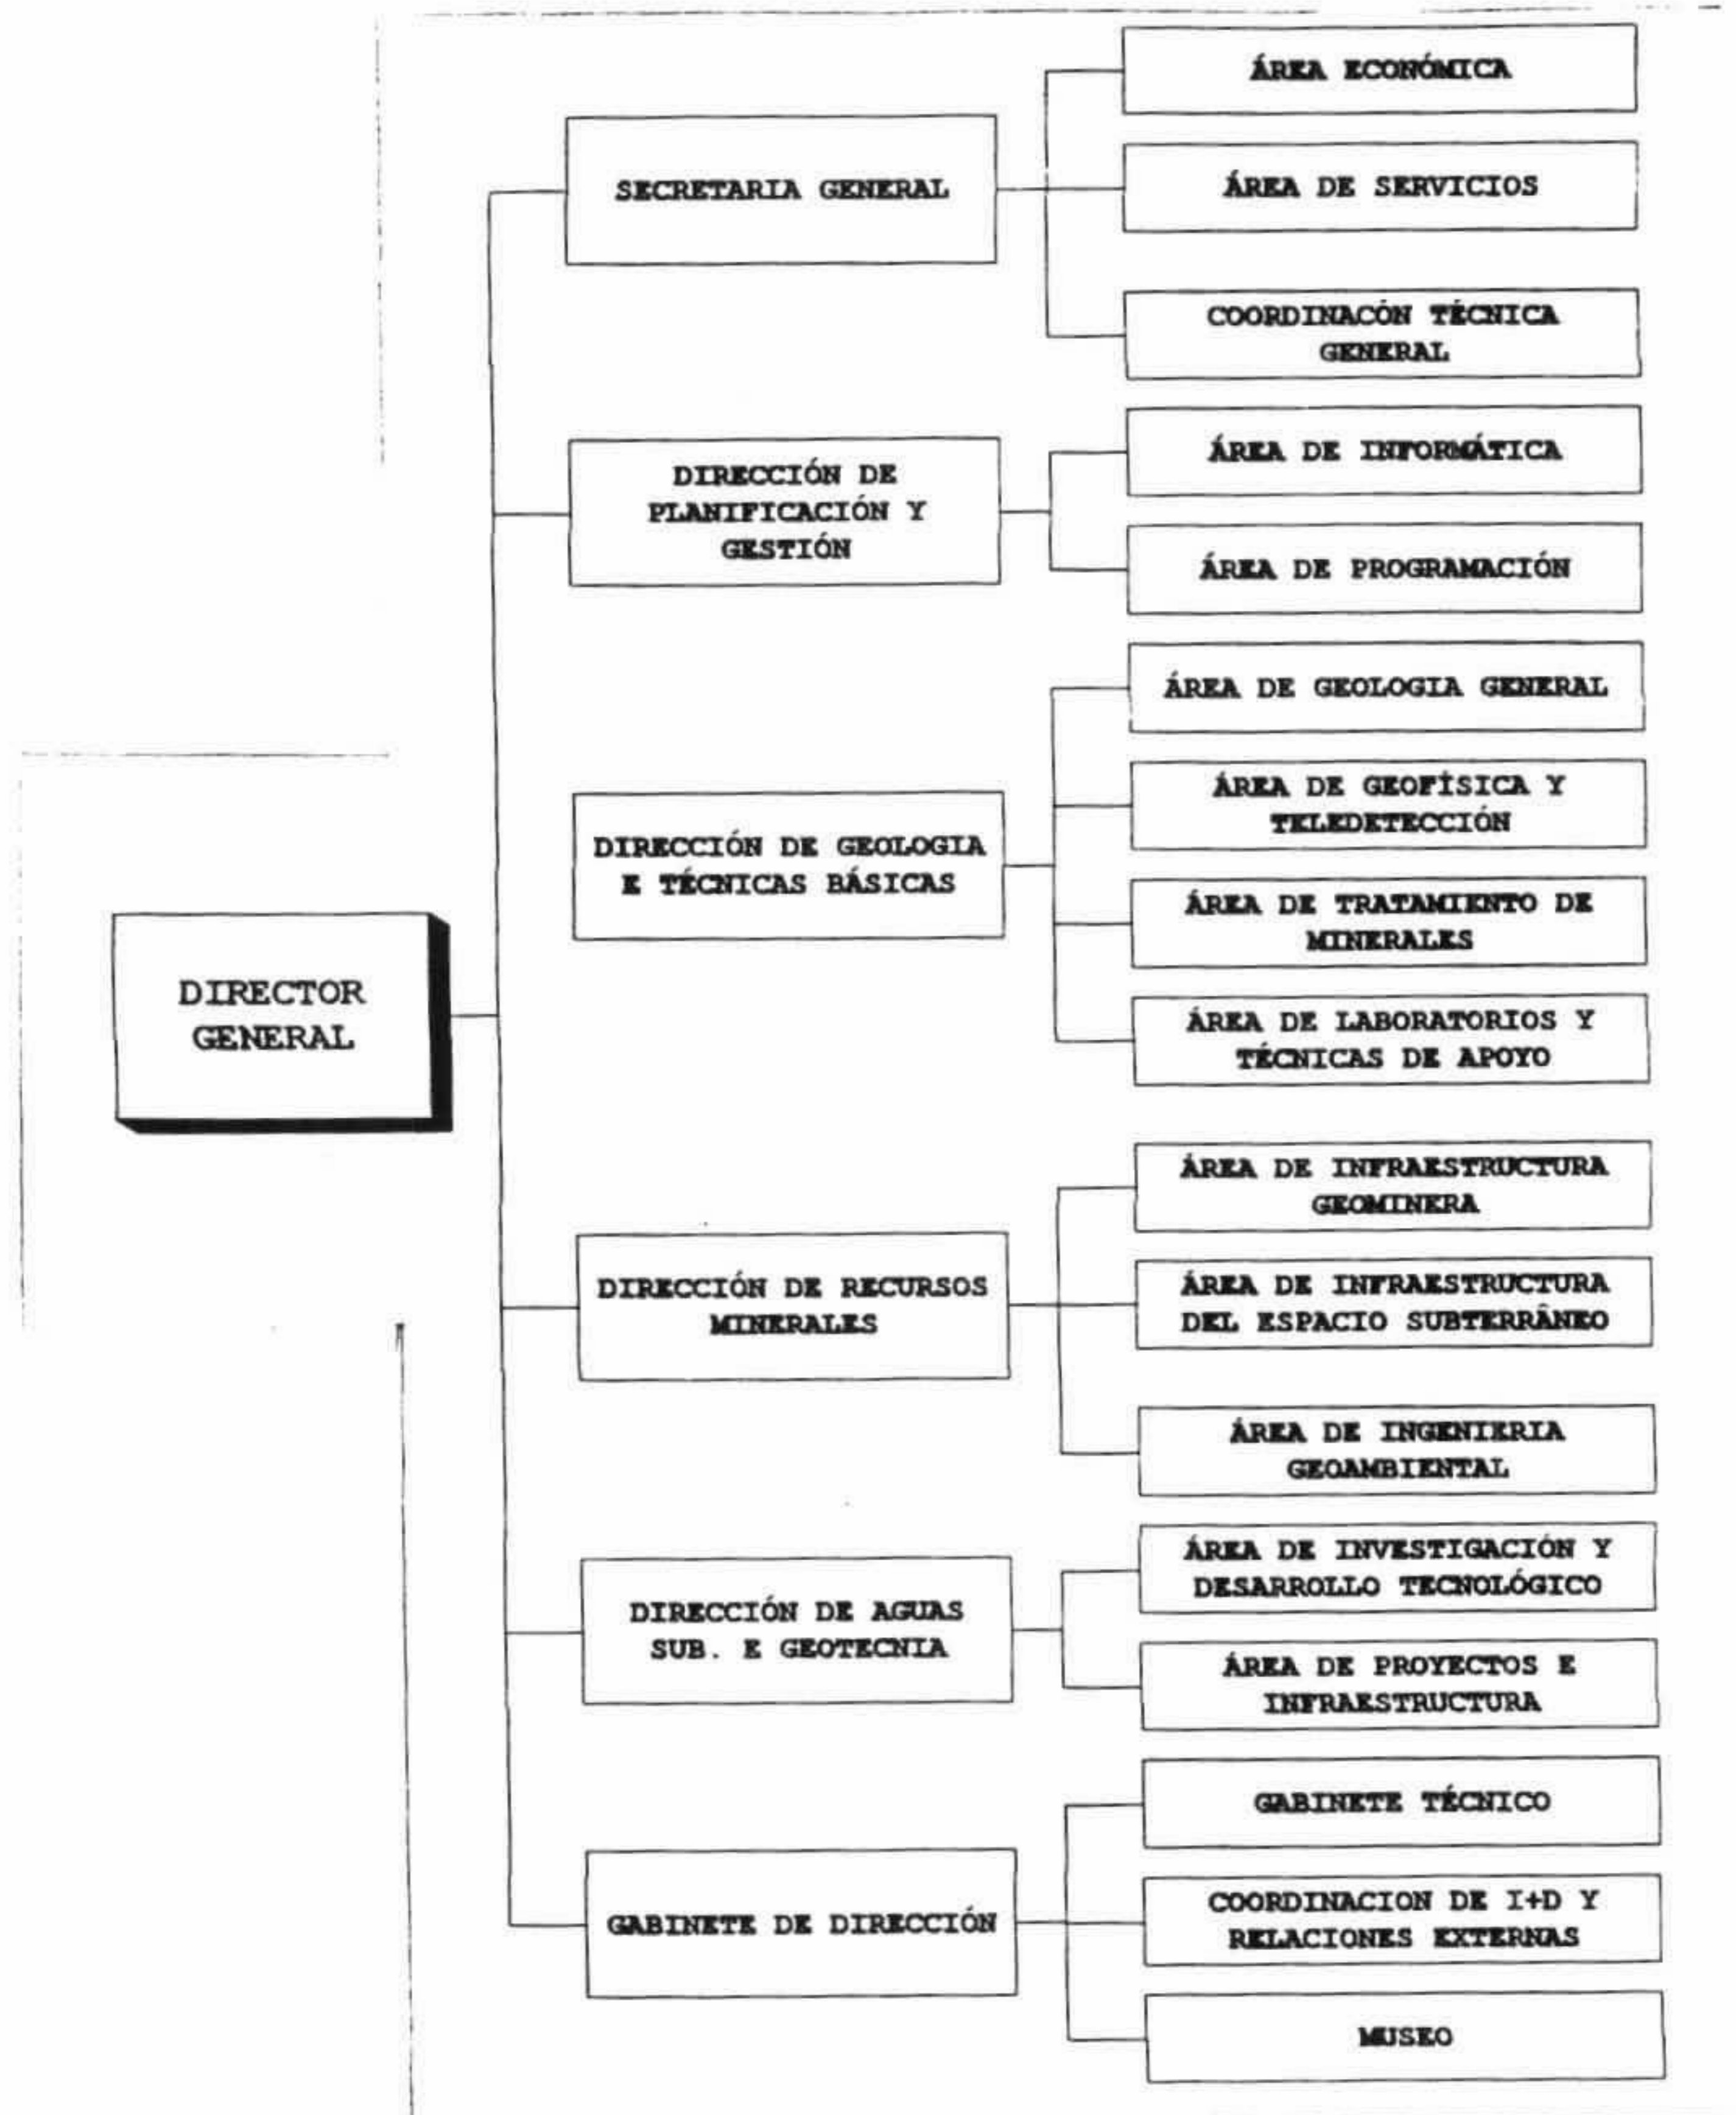 DIRECTOR
GENERAL
SECRETARIA GENERAL
ÁREA ECONÓMICA
ÁREA DE SERVICIOS
COORDINACÓN TÉCNICA
GENERAL
DIRECCIÓN DE
PLANIFICACIÓN Y
GESTIÓN
ÁREA DE INFORMÁTICA
ÁREA DE PROGRAMACIÓN
DIRECCIÓN DE GEOLOGIA
E TÉCNICAS BÁSICAS
ÁREA DE GEOLOGIA GENERAL
ÁREA DE GEOFÍSICA Y
TELEDETECCIÓN
ÁREA DE TRATAMIENTO DE
MINERALES
ÁREA DE LABORATORIOS Y
TÉCNICAS DE APOYO
DIRECCIÓN DE RECURSOS
MINERALES
ÁREA DE INFRAESTRUCTURA
GEOMINERA
ÁREA DE INFRAESTRUCTURA
DEL ESPACIO SUBTERRÂNEO
ÁREA DE INGENIERIA
GEOAMBIENTAL
DIRECCIÓN DE AGUAS
SUB. E GEOTECNIA
ÁREA DE INVESTIGACIÓN Y
DESARROLLO TECNOLÓGICO
ÁREA DE PROYECTOS E
INFRAESTRUCTURA
GABINETE DE DIRECCIÓN
GABINETE TÉCNICO
COORDINACION DE I+D Y
RELACIONES EXTERNAS
MUSEO